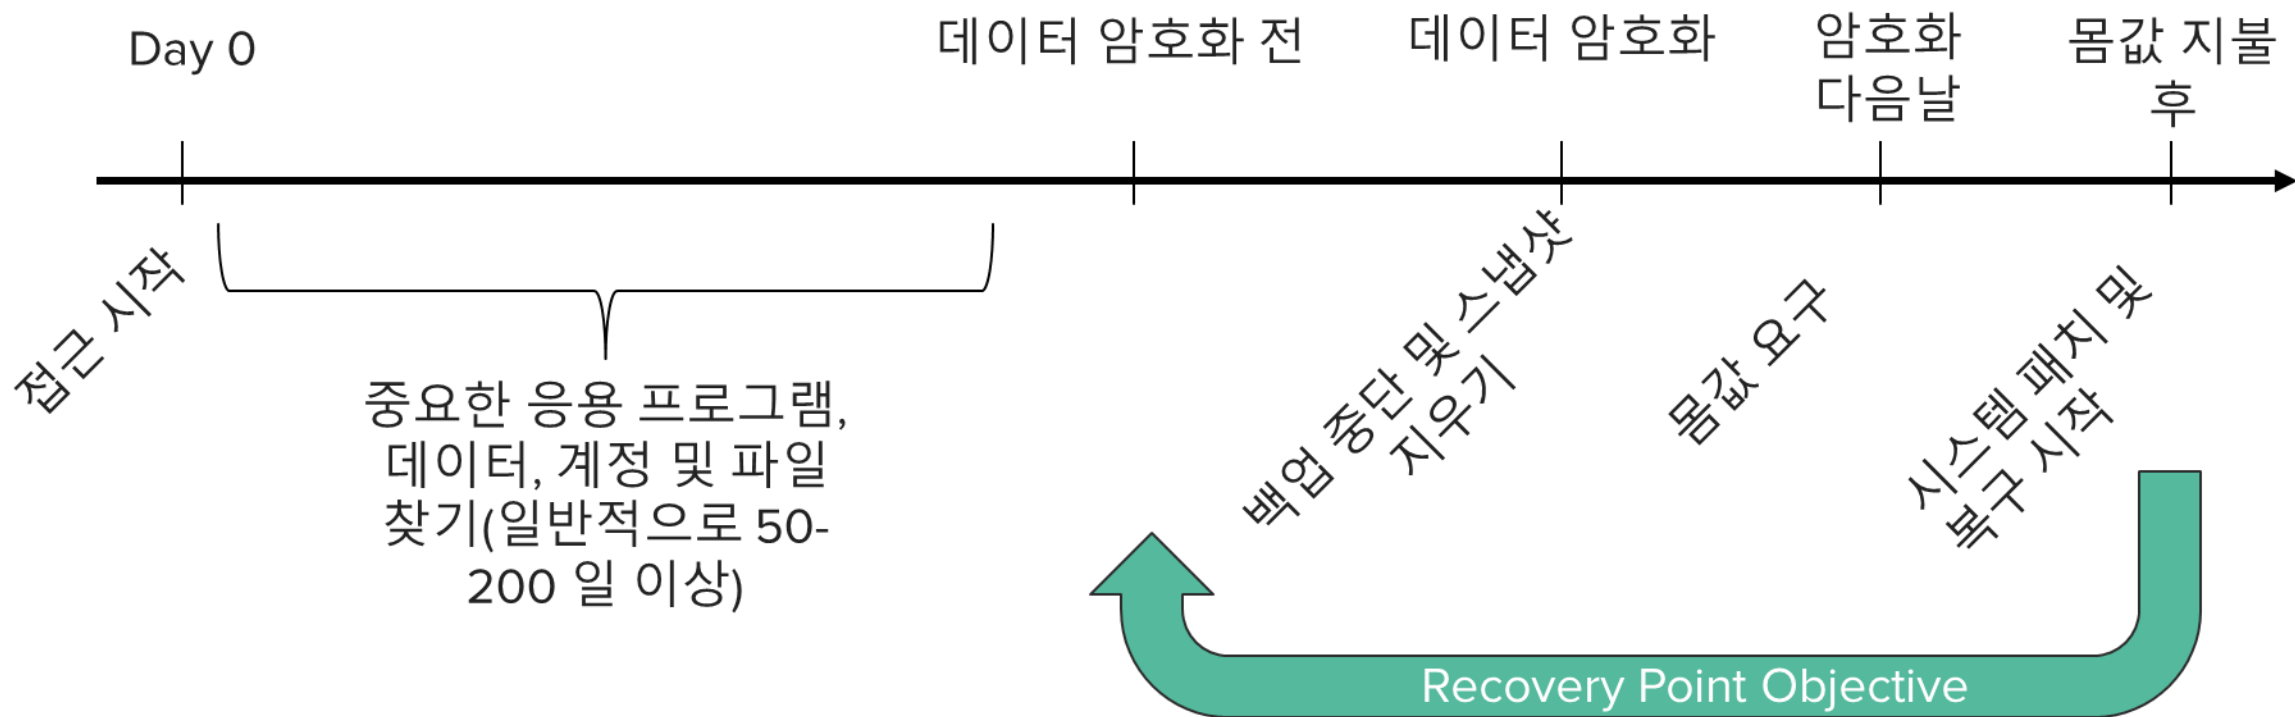 Day 0
데이터 암호화 전
데이터 암호화
암호화
다음날
몸값 지불
후
접근 시작
중요한 응용 프로그램,
데이터, 계정 및 파일
찾기(일반적으로 50-
200 일 이상)
백업 중단 및 스냅샷
지우기
몸값 요구
시스템 패치 및
복구 시작
Recovery Point Objective